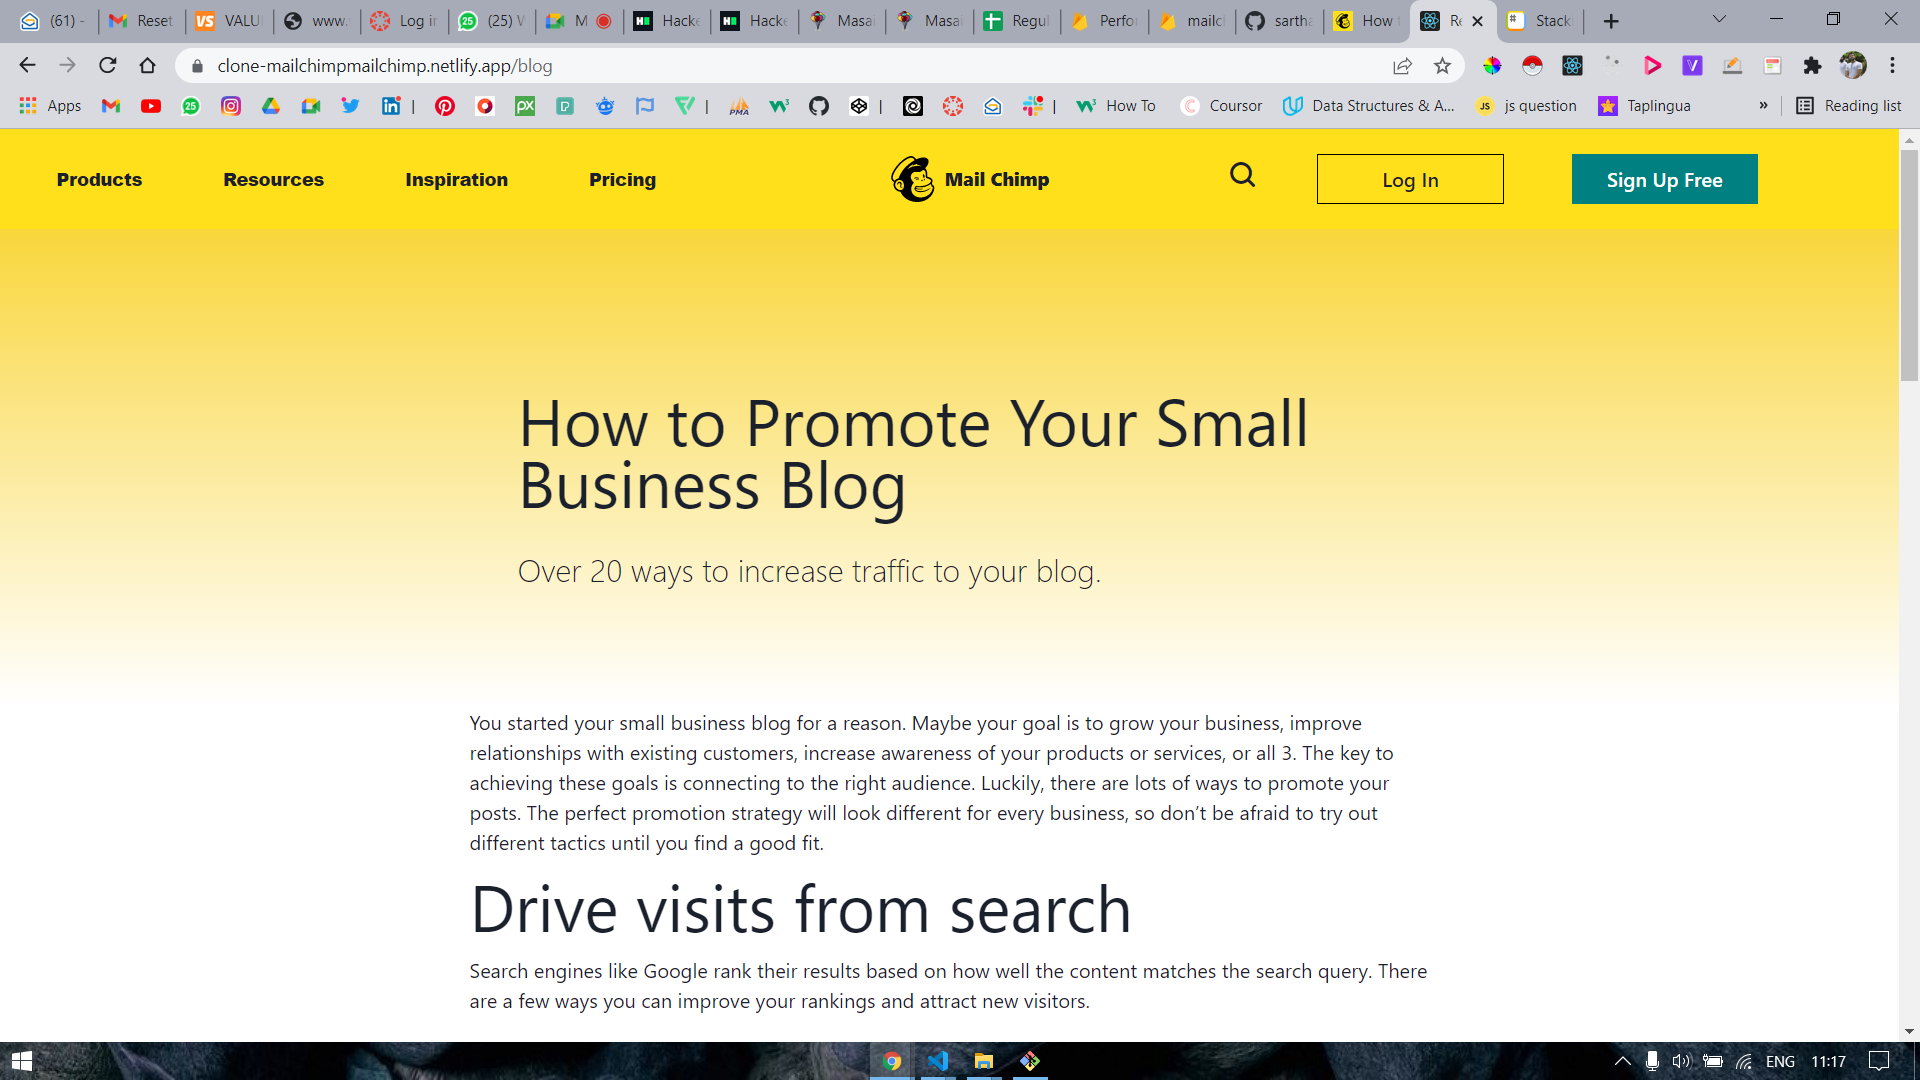 (61) -
Reset
VALU
www.
Log in
(25) W
M
Hacke
Hacke
Masai
Masai
Regul
Perfor
mailch
sartha
How t
Re
Stack
clone-mailchimpmailchimp.netlify.app/blog
Apps
How To
Coursor
Data Structures & A...
js question
Taplingua
»
Reading list
Products
Resources
Inspiration
Pricing
Mail Chimp
Log In
Sign Up Free
How to Promote Your Small
Business Blog
Over 20 ways to increase traffic to your blog.
You started your small business blog for a reason. Maybe your goal is to grow your business, improve
relationships with existing customers, increase awareness of your products or services, or all 3. The key to
achieving these goals is connecting to the right audience. Luckily, there are lots of ways to promote your
posts. The perfect promotion strategy will look different for every business, so don’t be afraid to try out
different tactics until you find a good fit.
Drive visits from search
Search engines like Google rank their results based on how well the content matches the search query. There
are a few ways you can improve your rankings and attract new visitors.
ENG
11:17